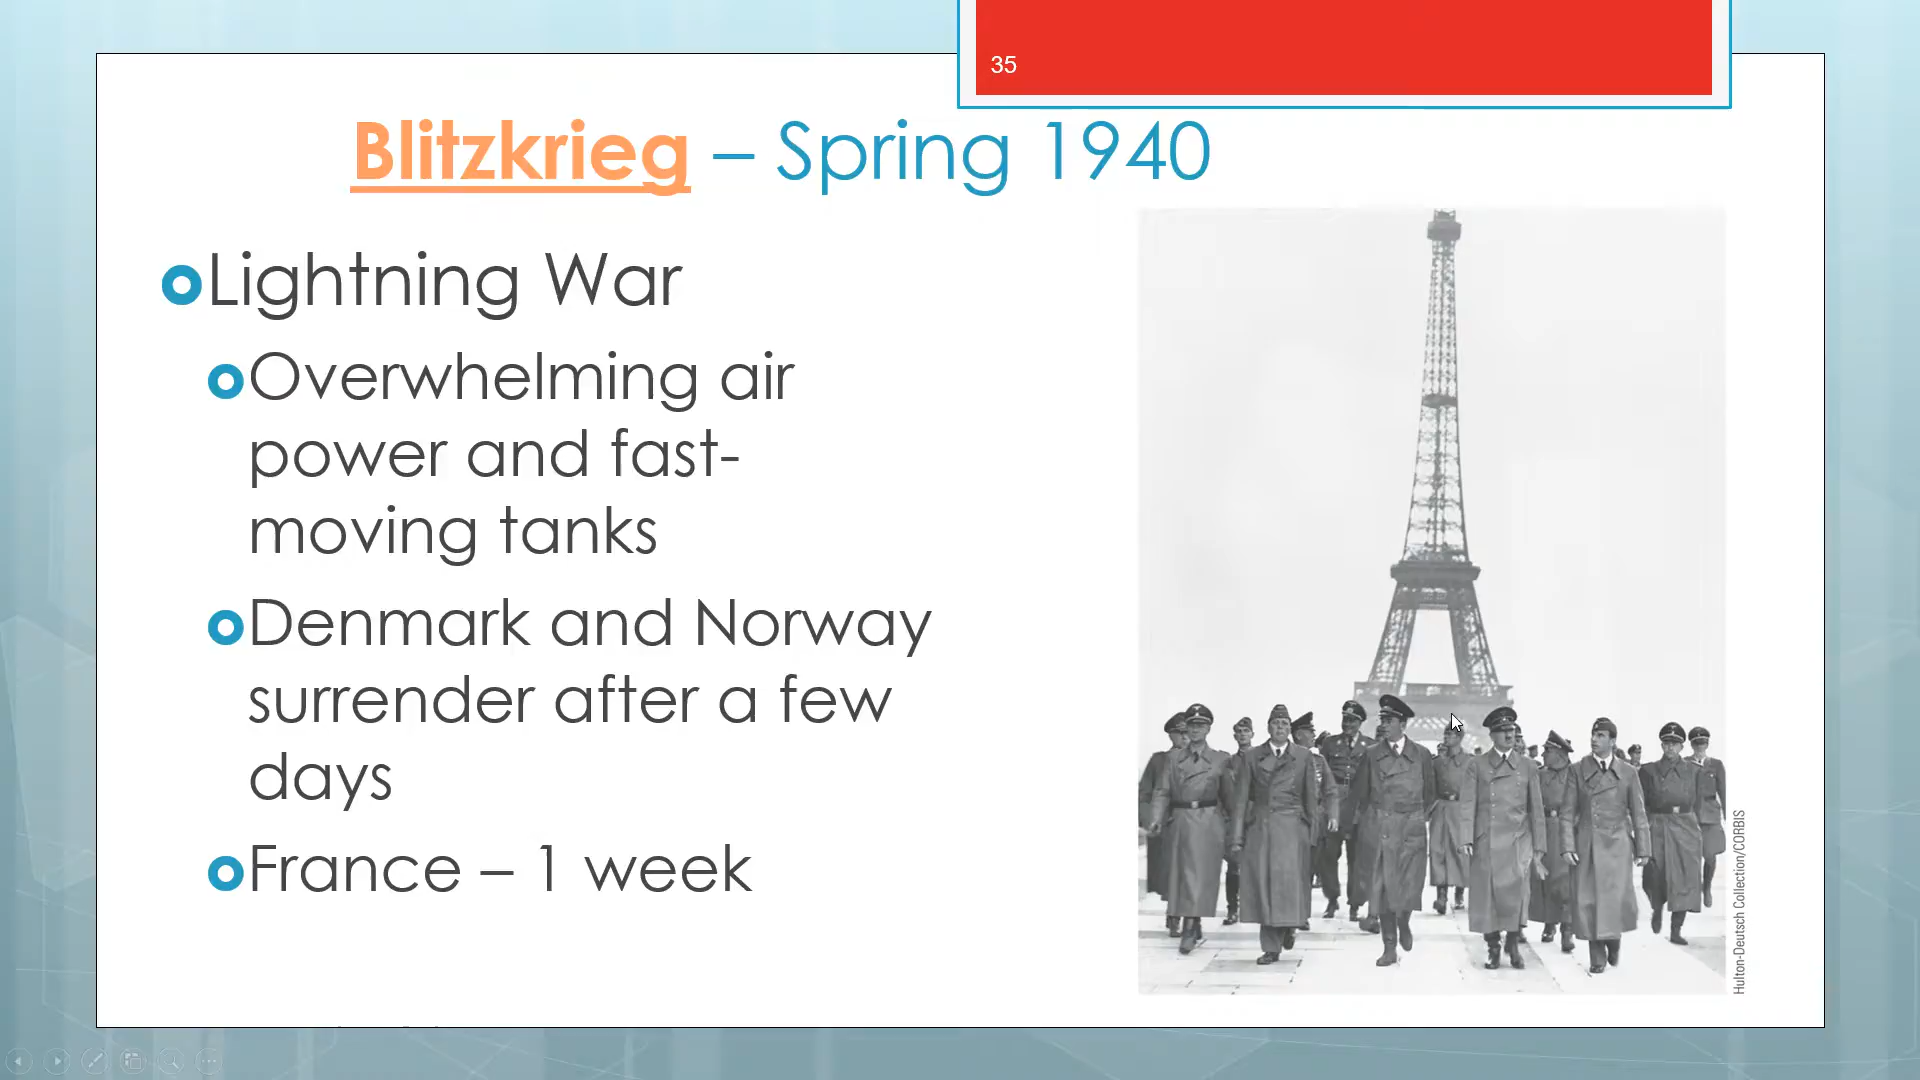 35
Blitzkrieg – Spring 1940
Lightning War
Overwhelming air
power and fast-
moving tanks
Denmark and Norway
surrender after a few
days
France – 1 week
Hulton-Deutsch Collection/CORBIS